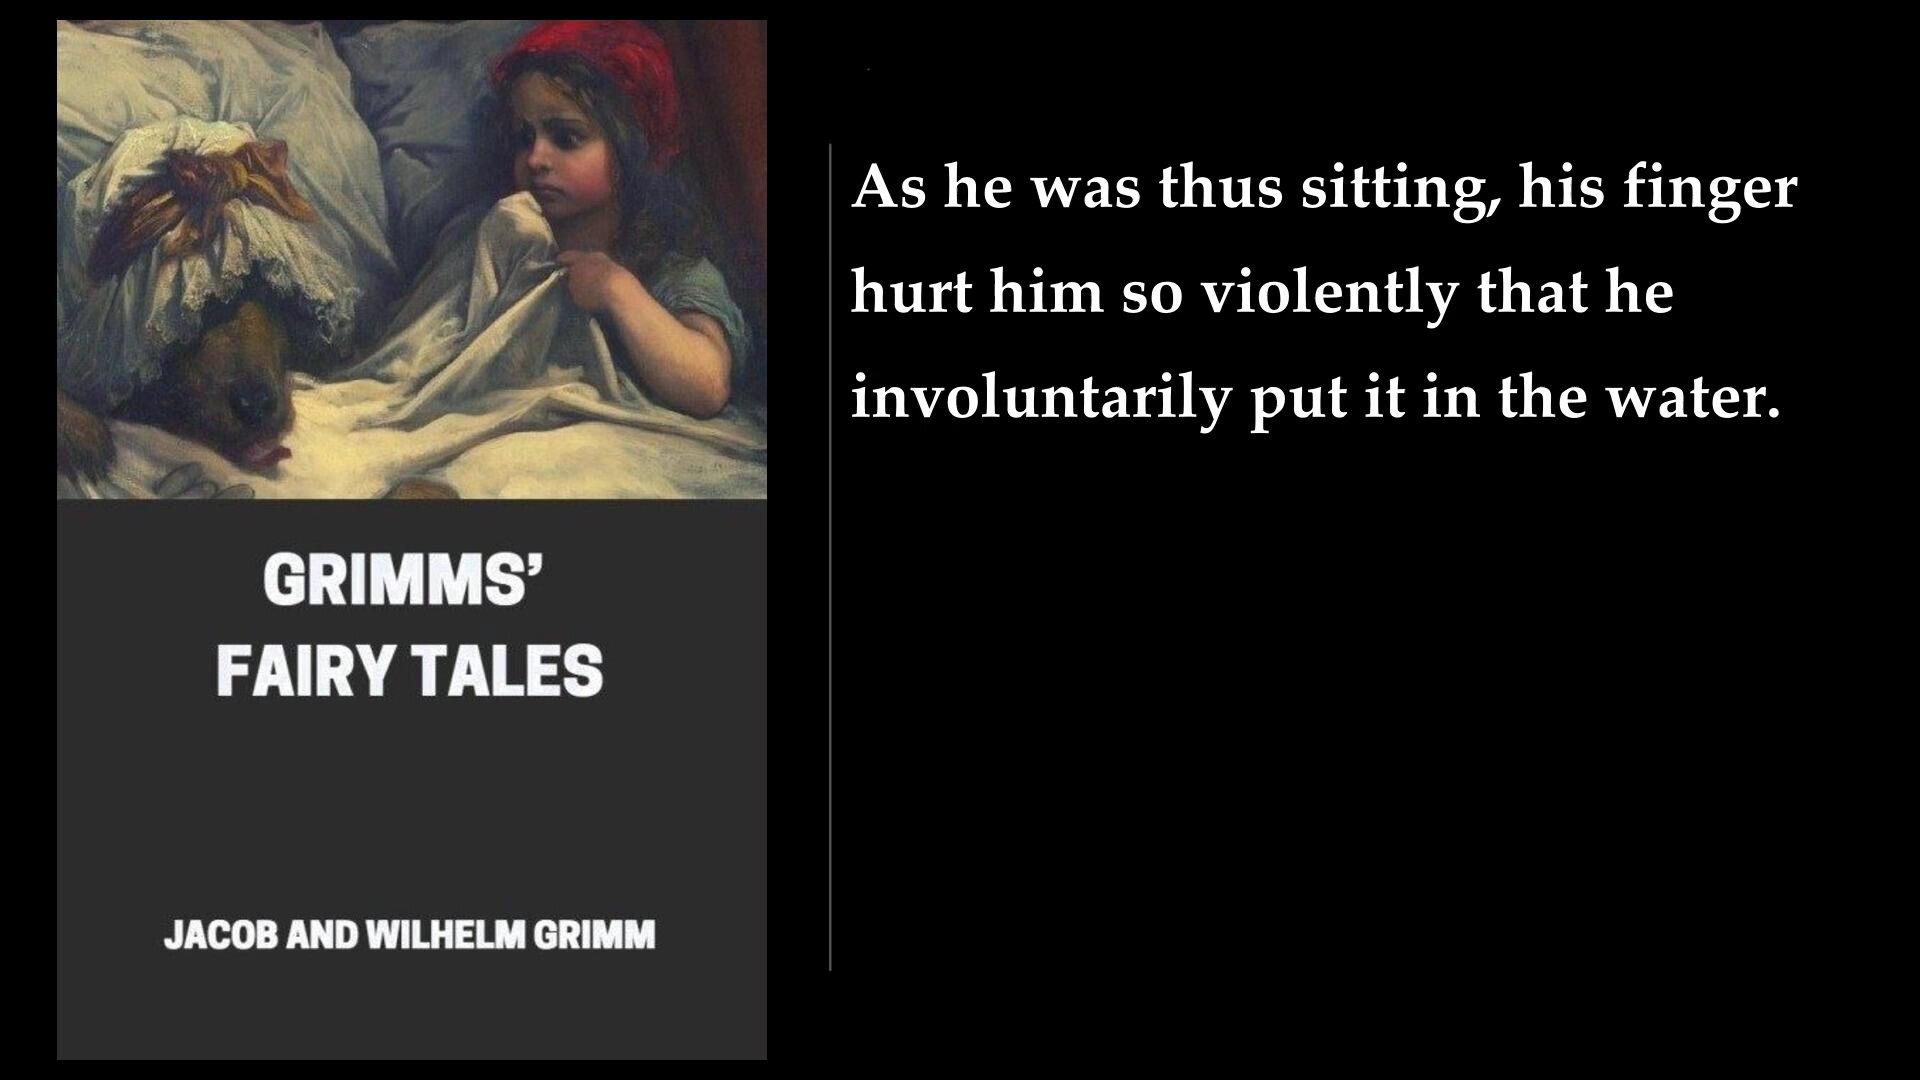 GRIMMS’
FAIRY TALES
JACOB AND WILHELM GRIMM
As he was thus sitting, his finger
hurt him so violently that he
involuntarily put it in the water.